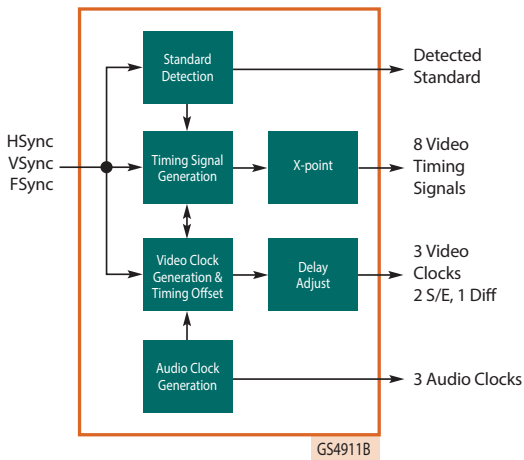 Standard
Detection
Detected
Standard
HSync
VSync
FSync
Timing Signal
Generation
X-point
8 Video
Timing
Signals
Video Clock
Generation &
Timing Offset
Delay
Adjust
3 Video
Clocks
2 S/E, 1 Diff
Audio Clock
Generation
3 Audio Clocks
GS4911B